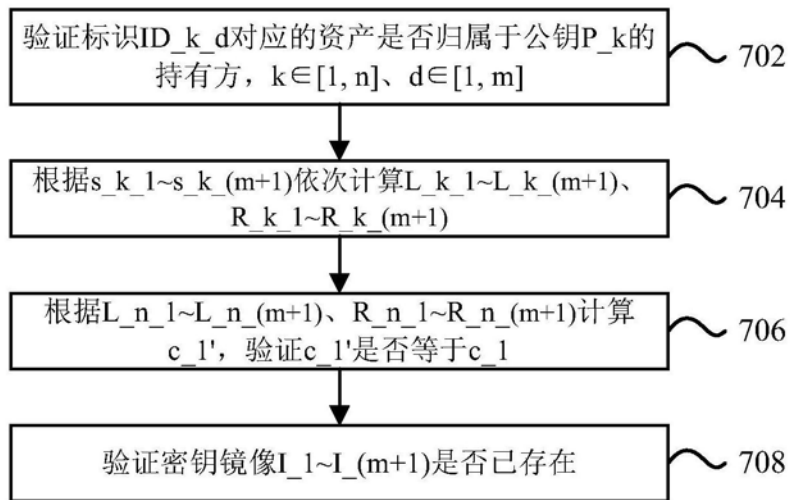 验证标识ID_k_d对应的资产是否归属于公钥P_k的
持有方，k∈[1, n]、d∈[1, m]
702
根据s_k_1~s_k_(m+1)依次计算L_k_1~L_k_(m+1)、
R_k_1~R_k_(m+1)
704
根据L_n_1~L_n_(m+1)、R_n_1~R_n_(m+1)计算
c_1'，验证c_1'是否等于c_1
706
验证密钥镜像I_1~I_(m+1)是否已存在
708